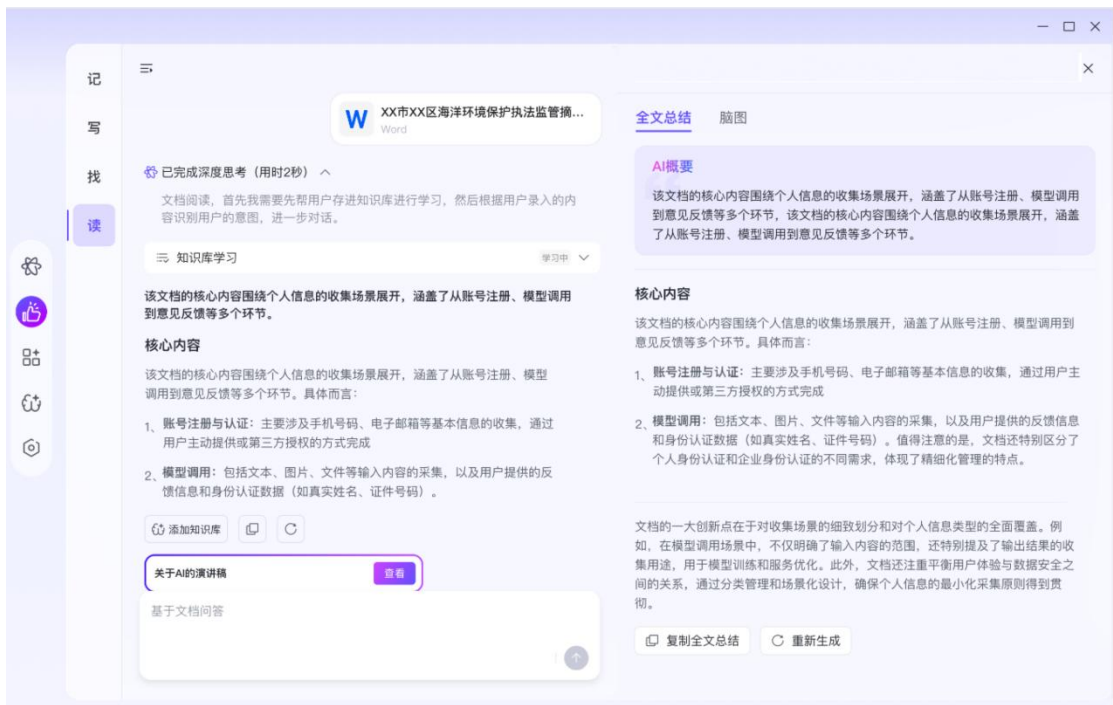 记
写
找
读
W
XX市XX区海洋环境保护执法监管摘...
Word
已完成深度思考（用时2秒）
文档阅读，首先我需要先帮用户存进知识库进行学习，然后根据用户录入的内
容识别用户的意图，进一步对话。
知识库学习
学习中
该文档的核心内容围绕个人信息的收集场景展开，涵盖了从账号注册、模型调用
到意见反馈等多个环节。
核心内容
该文档的核心内容围绕个人信息的收集场景展开，涵盖了从账号注册、模型
调用到意见反馈等多个环节。具体而言：
1、账号注册与认证：主要涉及手机号码、电子邮箱等基本信息的收集，通过
用户主动提供或第三方授权的方式完成
2、模型调用：包括文本、图片、文件等输入内容的采集，以及用户提供的反
馈信息和身份认证数据（如真实姓名、证件号码）。
添加知识库
关于AI的演讲稿
查看
基于文档问答
全文总结
脑图
AI概要
该文档的核心内容围绕个人信息的收集场景展开，涵盖了从账号注册、模型调用
到意见反馈等多个环节，该文档的核心内容围绕个人信息的收集场景展开，涵盖
了从账号注册、模型调用到意见反馈等多个环节。
核心内容
该文档的核心内容围绕个人信息的收集场景展开，涵盖了从账号注册、模型调用到
意见反馈等多个环节。具体而言：
1、账号注册与认证：主要涉及手机号码、电子邮箱等基本信息的收集，通过用户主
动提供或第三方授权的方式完成
2、模型调用：包括文本、图片、文件等输入内容的采集，以及用户提供的反馈信息
和身份认证数据（如真实姓名、证件号码）。值得注意的是，文档还特别区分了
个人身份认证和企业身份认证的不同需求，体现了精细化管理的特点。
文档的一大创新点在于对收集场景的细致划分和对个人信息类型的全面覆盖。例
如，在模型调用场景中，不仅明确了输入内容的范围，还特别提及了输出结果的收
集用途，用于模型训练和服务优化。此外，文档还注重平衡用户体验与数据安全之
间的关系，通过分类管理和场景化设计，确保个人信息的最小化采集原则得到贯
彻。
复制全文总结
重新生成